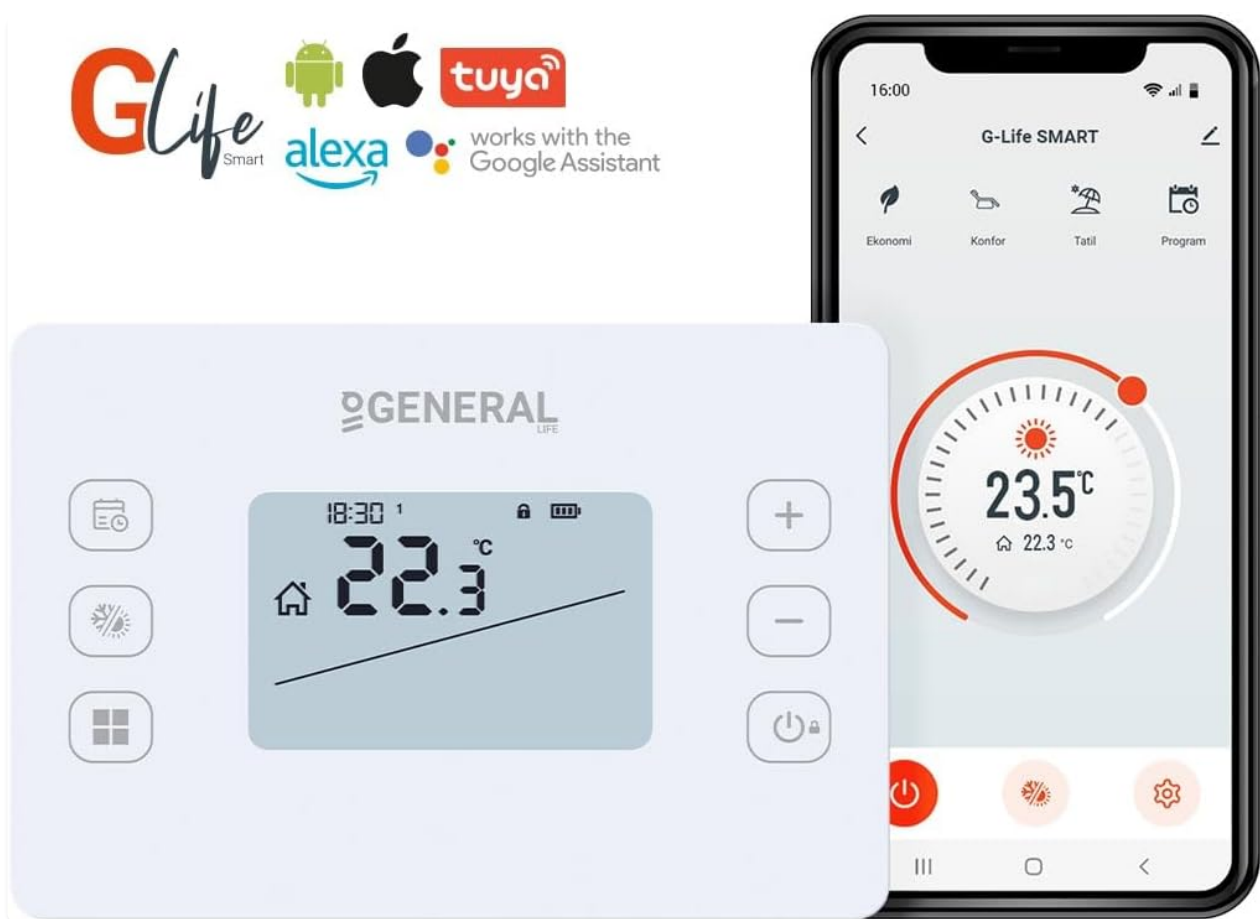 GLife
Smart
tuya
alexa
works with the
Google Assistant
16:00
G-Life SMART
Ekonomi
Konfor
Tatil
Program
23.5°C
22.3 °C
GENERAL
LIFE
18:30 1
22.3 °C